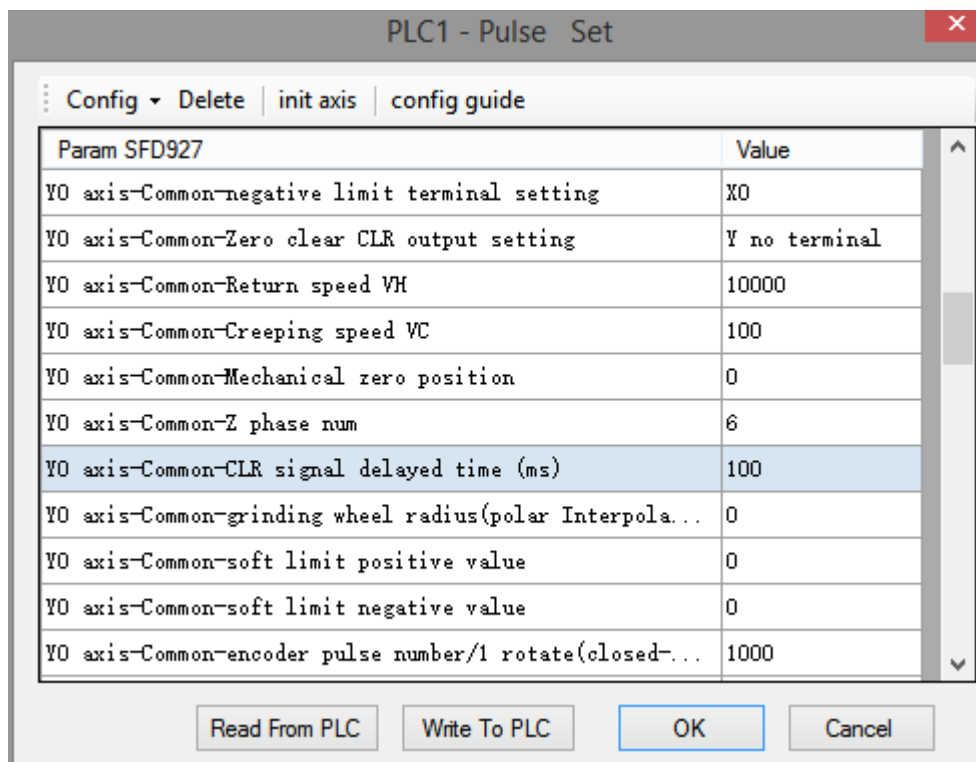 PLC1 - Pulse Set
Config Delete init axis config guide
Param SFD927 Value
Y0 axis-Common-negative limit terminal setting X0
Y0 axis-Common-Zero clear CLR output setting Y no terminal
Y0 axis-Common-Return speed VH 10000
Y0 axis-Common-Creeping speed VC 100
Y0 axis-Common-Mechanical zero position 0
Y0 axis-Common-Z phase num 6
Y0 axis-Common-CLR signal delayed time (ms) 100
Y0 axis-Common-grinding wheel radius(polar Interpola... 0
Y0 axis-Common-soft limit positive value 0
Y0 axis-Common-soft limit negative value 0
Y0 axis-Common-encoder pulse number/1 rotate(closed-... 1000
Read From PLC Write To PLC OK Cancel